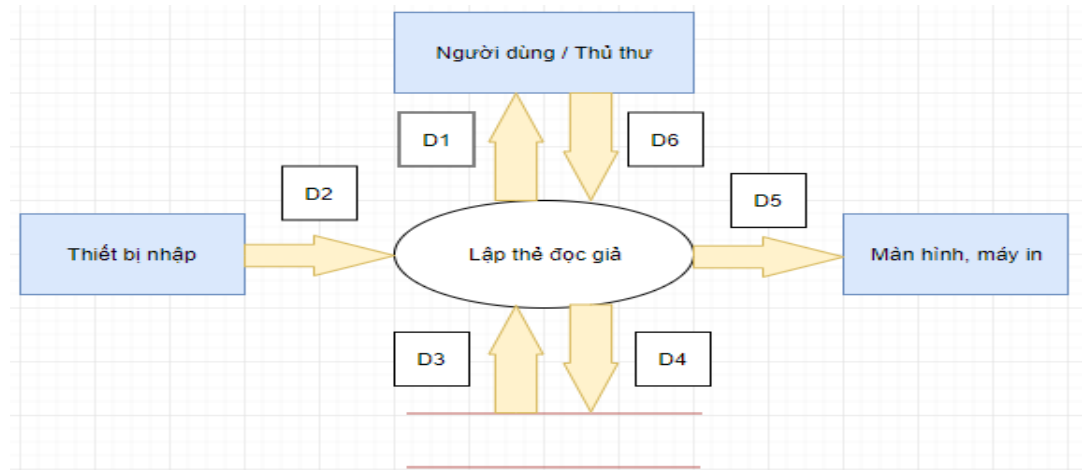 Người dùng / Thủ thư
D1
D6
D2
D5
Thiết bị nhập
Lập thẻ đọc giả
Màn hình, máy in
D3
D4